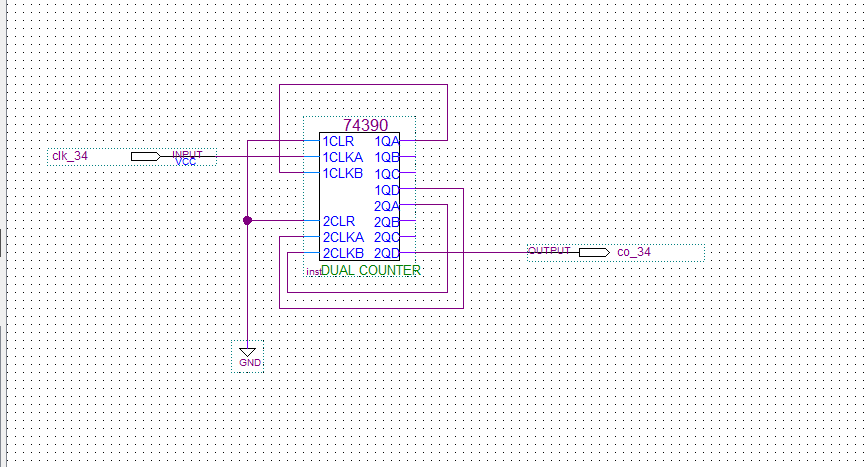 74390
clk_34 INPUT VCC
1CLR 1QA
1CLKA 1QB
1CLKB 1QC
1QD
2QA
2CLR 2QB
2CLKA 2QC
2CLKB 2QD
OUTPUT co_34
inst DUAL COUNTER
GND